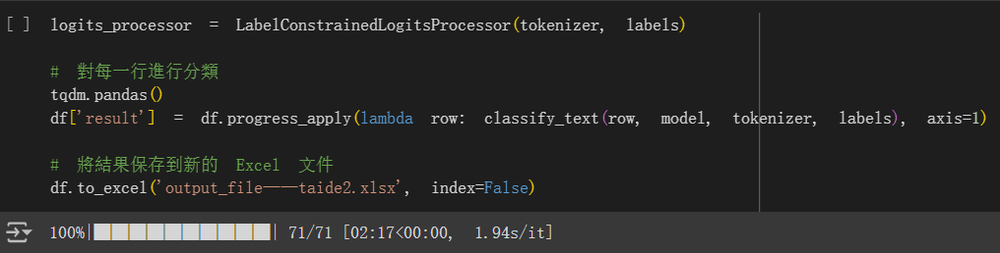 [ ] logits_processor = LabelConstrainedLogitsProcessor(tokenizer, labels)
# 對每一行進行分類
tqdm.pandas()
df['result'] = df.progress_apply(lambda row: classify_text(row, model, tokenizer, labels), axis=1)
# 將結果保存到新的 Excel 文件
df.to_excel('output_file——taide2.xlsx', index=False)
100%|██████████| 71/71 [02:17<00:00, 1.94s/it]